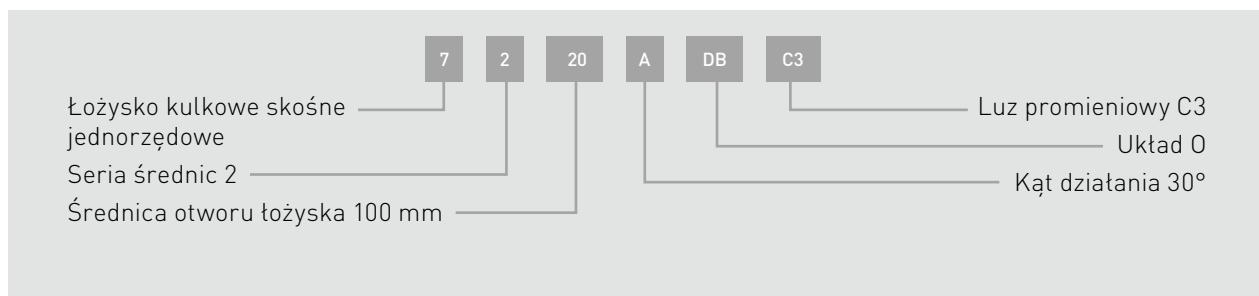 7 2 20 A DB C3
Łożysko kulkowe skośne
jednorzędowe
Seria średnic 2
Średnica otworu łożyska 100 mm
Luz promieniowy C3
Układ O
Kąt działania 30°